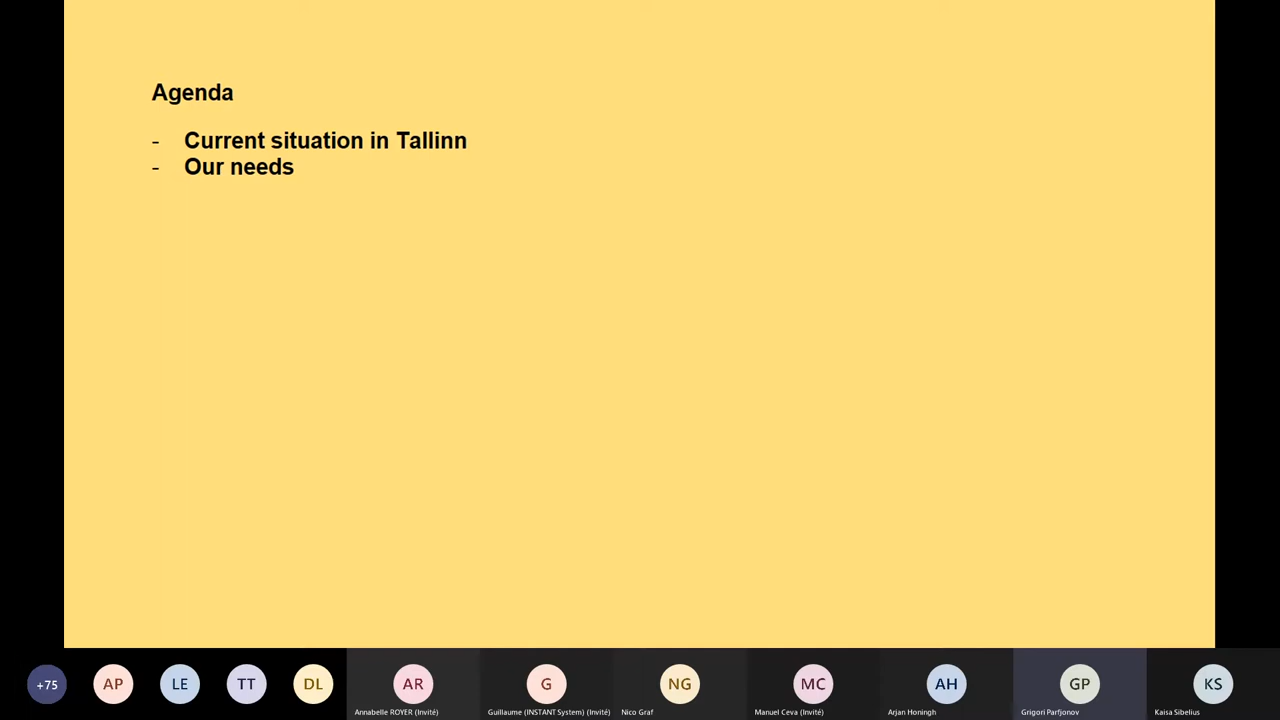 Agenda
- Current situation in Tallinn
- Our needs
+75
AP
LE
TT
DL
AR
G
NG
MC
AH
GP
KS
Annabelle ROYER (Invité)
Guillaume (INSTANT System) (Invité)
Nico Graf
Manuel Ceva (Invité)
Arjan Honingh
Grigori Parfjonov
Kaisa Sibelius